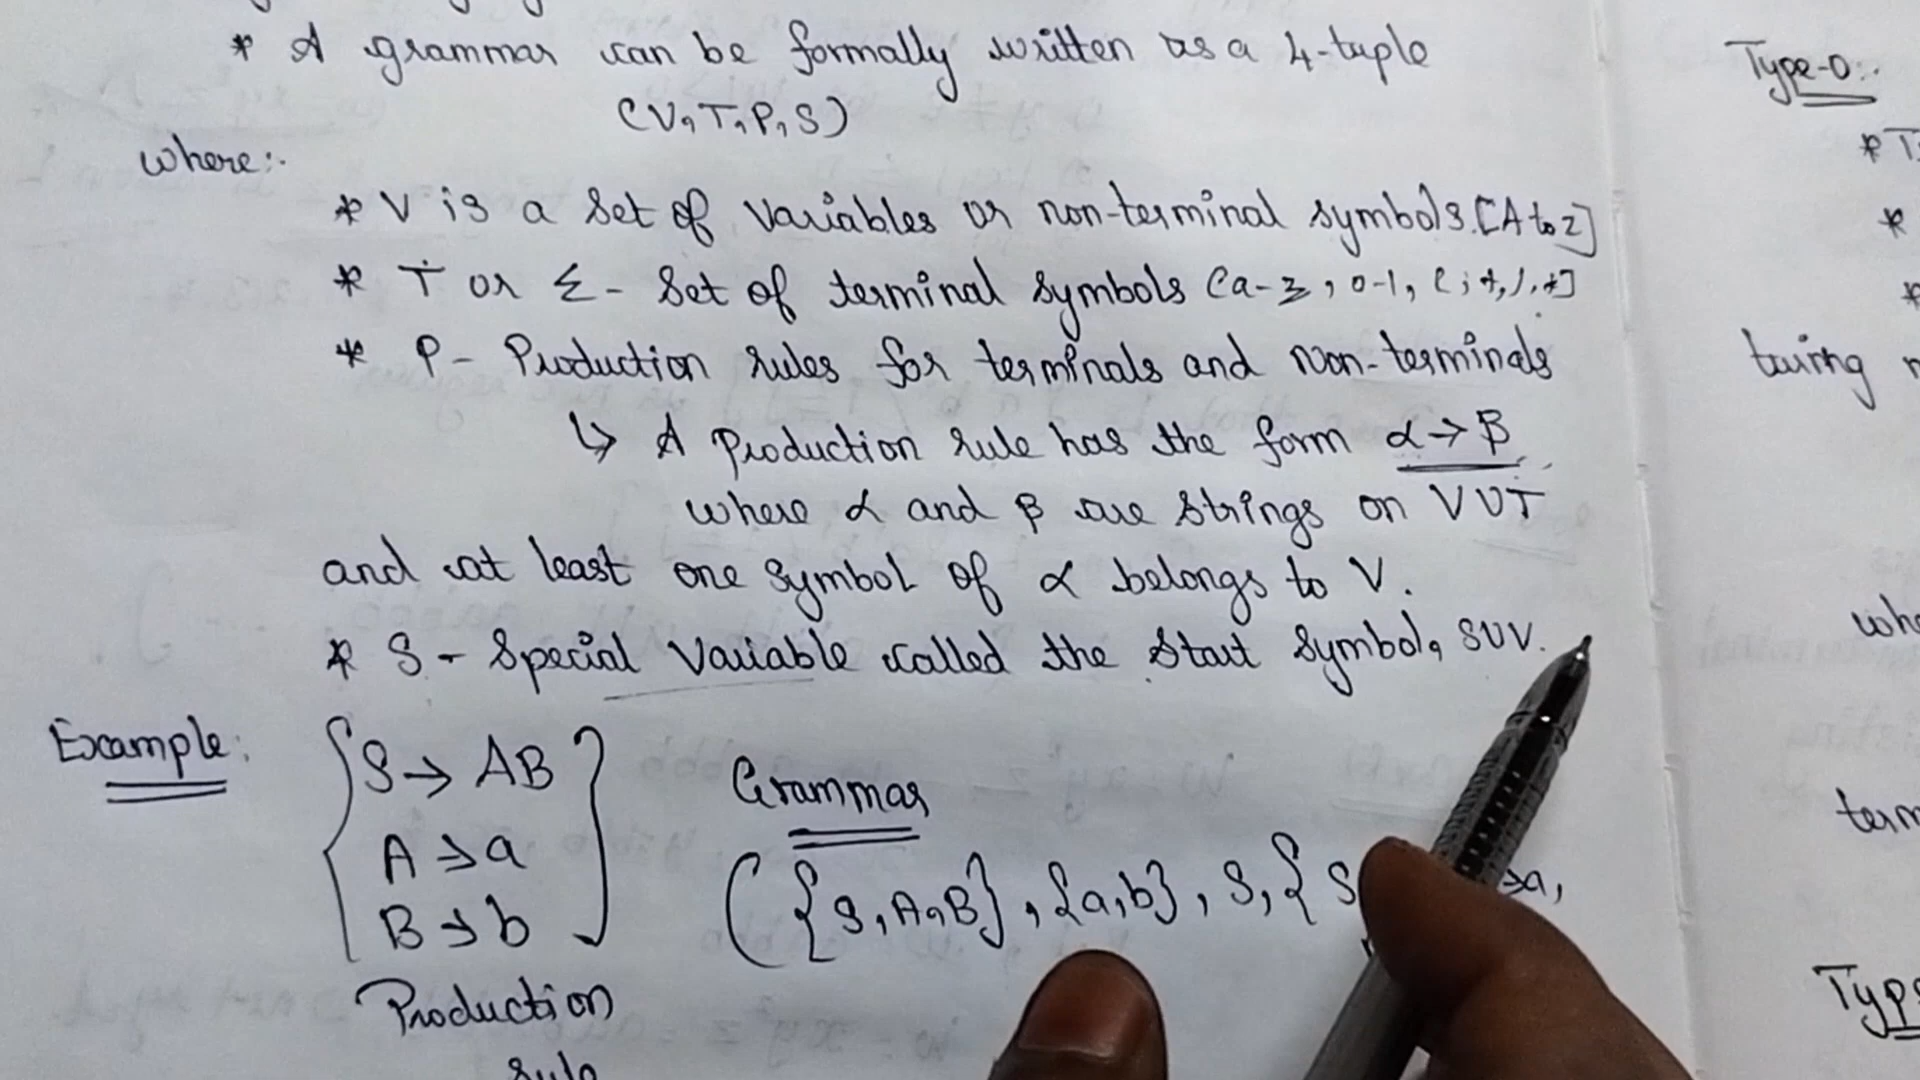 * A grammar can be formally written as a 4-tuple
(V, T, P, S)
where:-
* V is a set of variables or non-terminal symbols. [A to Z]
* T or Σ - Set of terminal symbols
* P - Production rules for terminals and non-terminals
↳ A production rule has the form α → β
where α and β are strings on V U T
and at least one symbol of α belongs to V.
* S - Special Variable called the Start Symbol, SUV.
Example:
S → AB
A → a
B → b
Production
rule
Grammar
({S, A, B}, {a, b}, S, { S
→ a,
Type-0:-
* T
*
*
turing
term